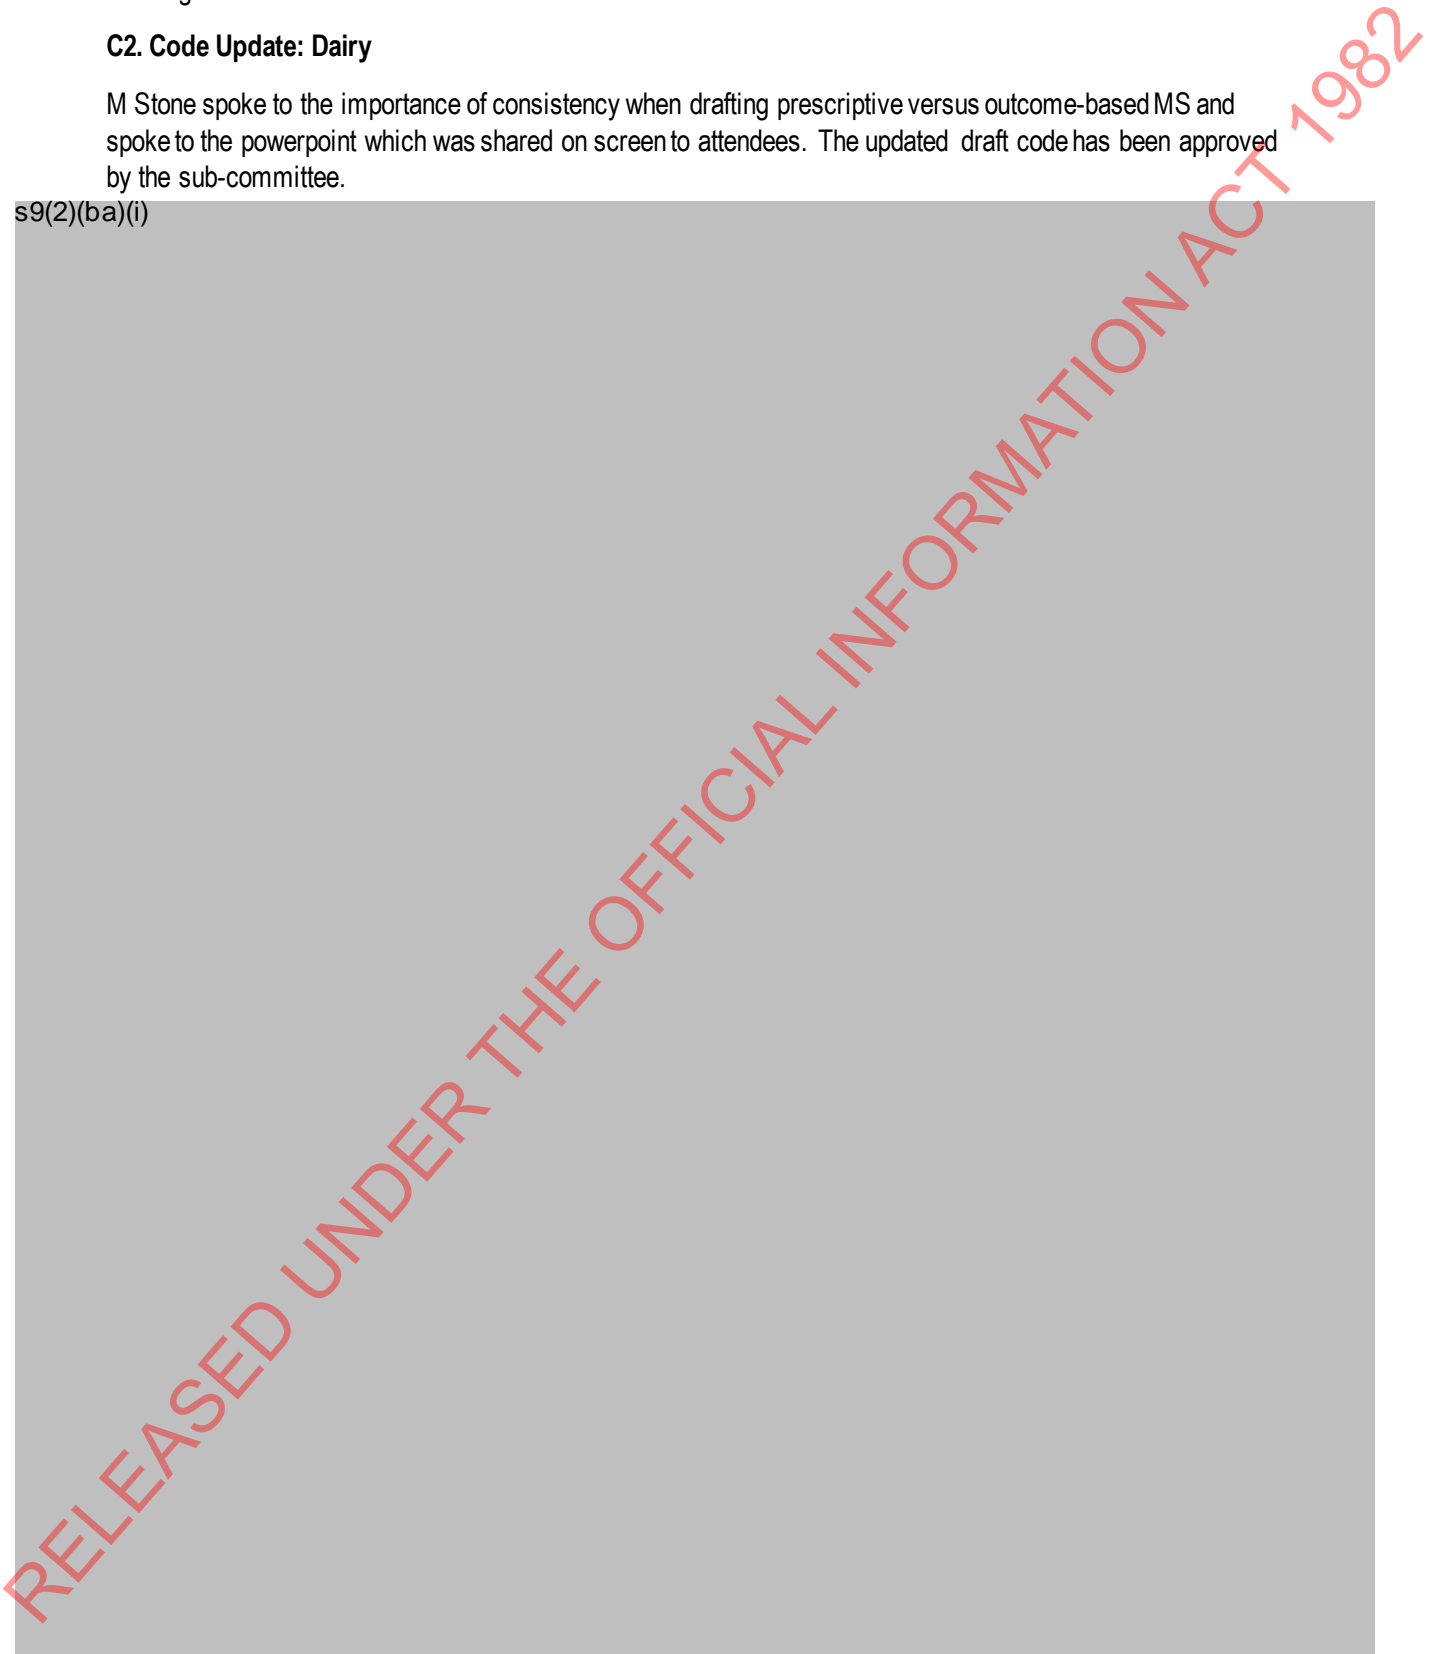 C2. Code Update: Dairy
M Stone spoke to the importance of consistency when drafting prescriptive versus outcome-based MS and
spoke to the powerpoint which was shared on screen to attendees. The updated draft code has been approved
by the sub-committee.
s9(2)(ba)(i)
RELEASED UNDER THE OFFICIAL INFORMATION ACT 1982